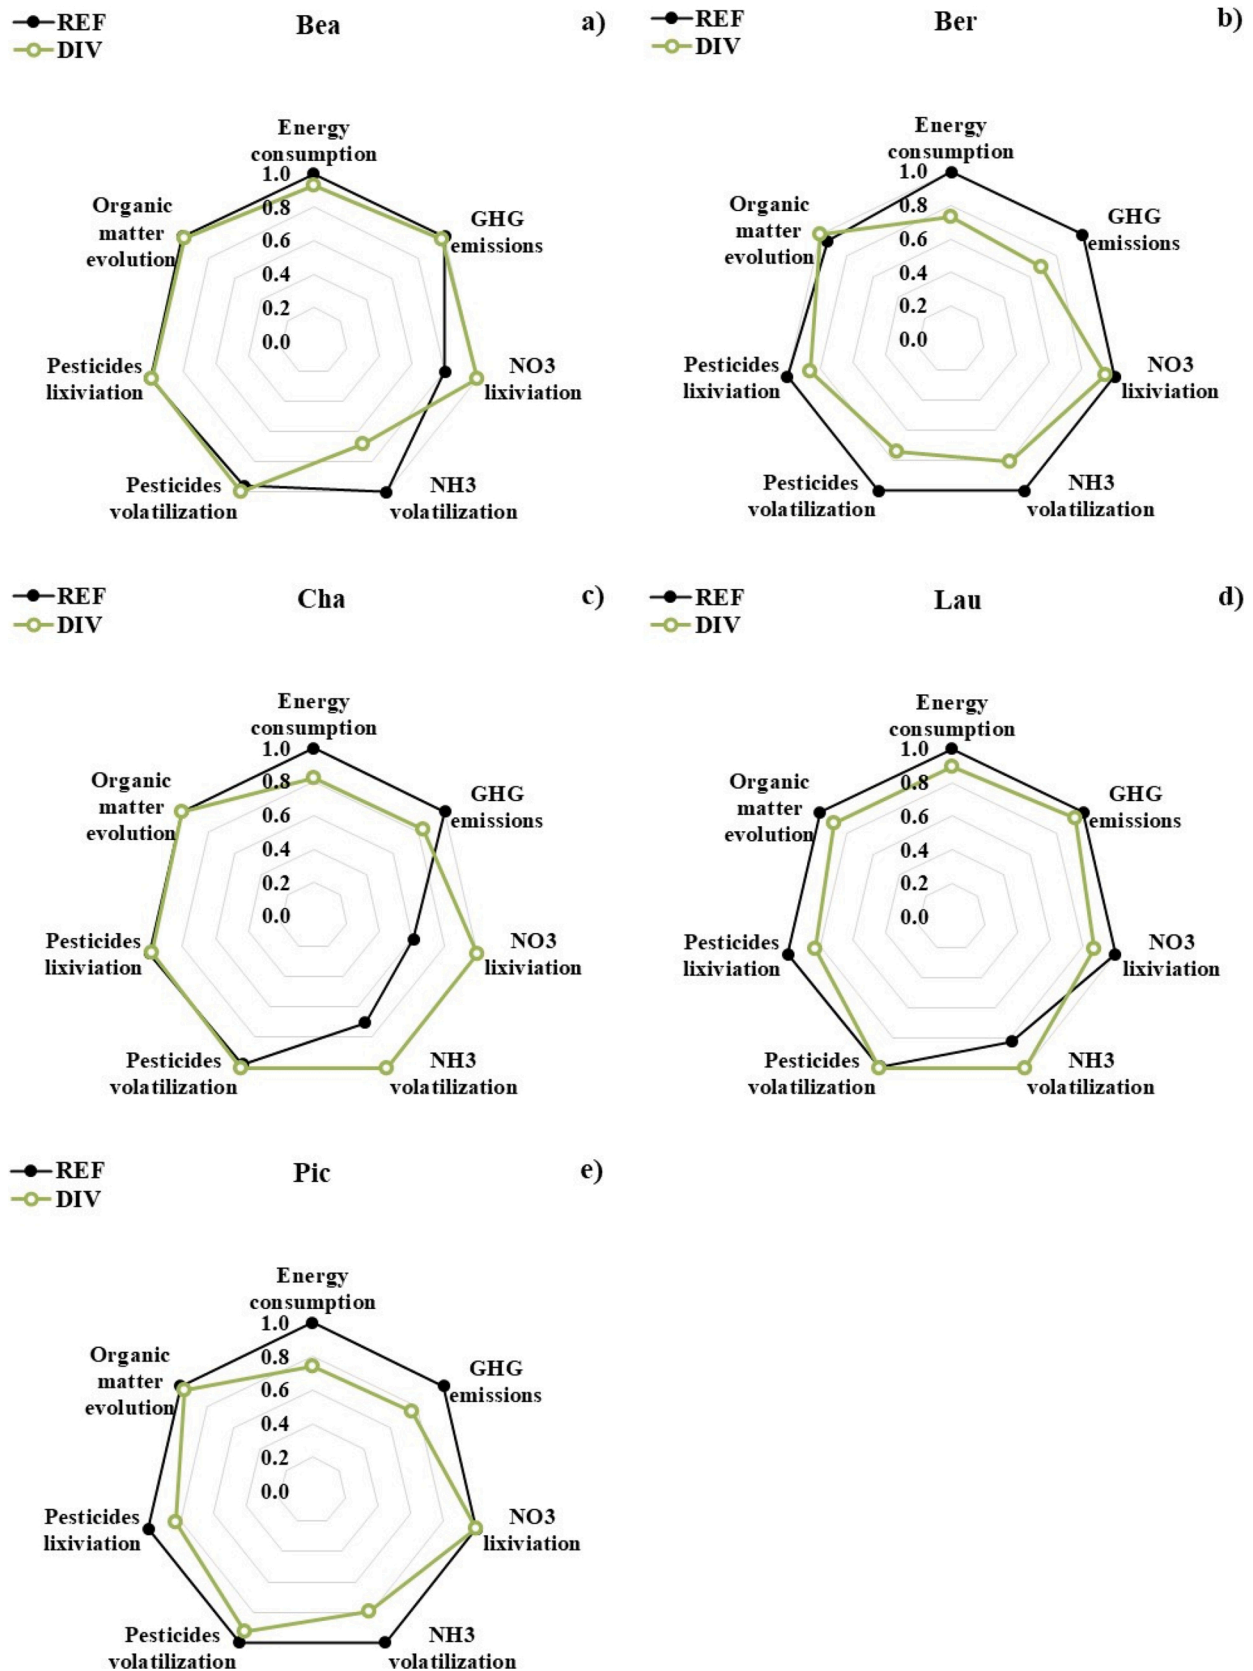 REF
DIV
Bea
a)
Energy
consumption
1.0
0.8
0.6
0.4
0.2
0.0
GHG
emissions
NO3
lixiviation
NH3
volatilization
Pesticides
volatilization
Pesticides
lixiviation
Organic
matter
evolution
REF
DIV
Ber
b)
Energy
consumption
1.0
0.8
0.6
0.4
0.2
0.0
GHG
emissions
NO3
lixiviation
NH3
volatilization
Pesticides
volatilization
Pesticides
lixiviation
Organic
matter
evolution
REF
DIV
Cha
c)
Energy
consumption
1.0
0.8
0.6
0.4
0.2
0.0
GHG
emissions
NO3
lixiviation
NH3
volatilization
Pesticides
volatilization
Pesticides
lixiviation
Organic
matter
evolution
REF
DIV
Lau
d)
Energy
consumption
1.0
0.8
0.6
0.4
0.2
0.0
GHG
emissions
NO3
lixiviation
NH3
volatilization
Pesticides
volatilization
Pesticides
lixiviation
Organic
matter
evolution
REF
DIV
Pic
e)
Energy
consumption
1.0
0.8
0.6
0.4
0.2
0.0
GHG
emissions
NO3
lixiviation
NH3
volatilization
Pesticides
volatilization
Pesticides
lixiviation
Organic
matter
evolution